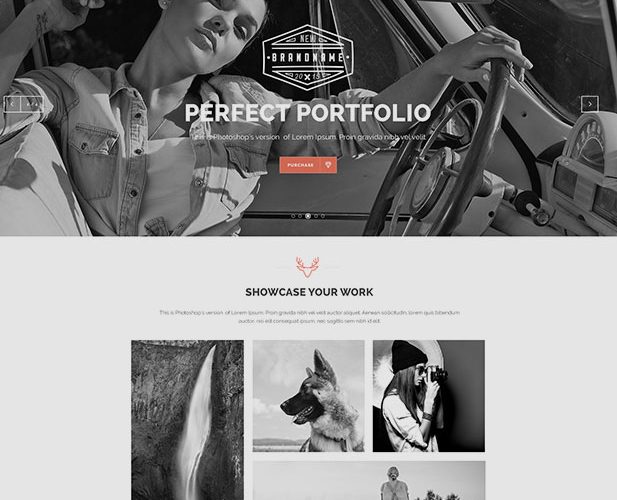 NEW
BRANDNAME
20 15
PERFECT PORTFOLIO
This is Photoshop's version of Lorem Ipsum. Proin gravida nibh vel velit
PURCHASE
SHOWCASE YOUR WORK
This is Photoshop's version of Lorem Ipsum. Proin gravida nibh vel velit auctor aliquet. Aenean sollicitudin, lorem quis bibendum
auctor, nisi elit consequat ipsum, nec sagittis sem nibh id elit.